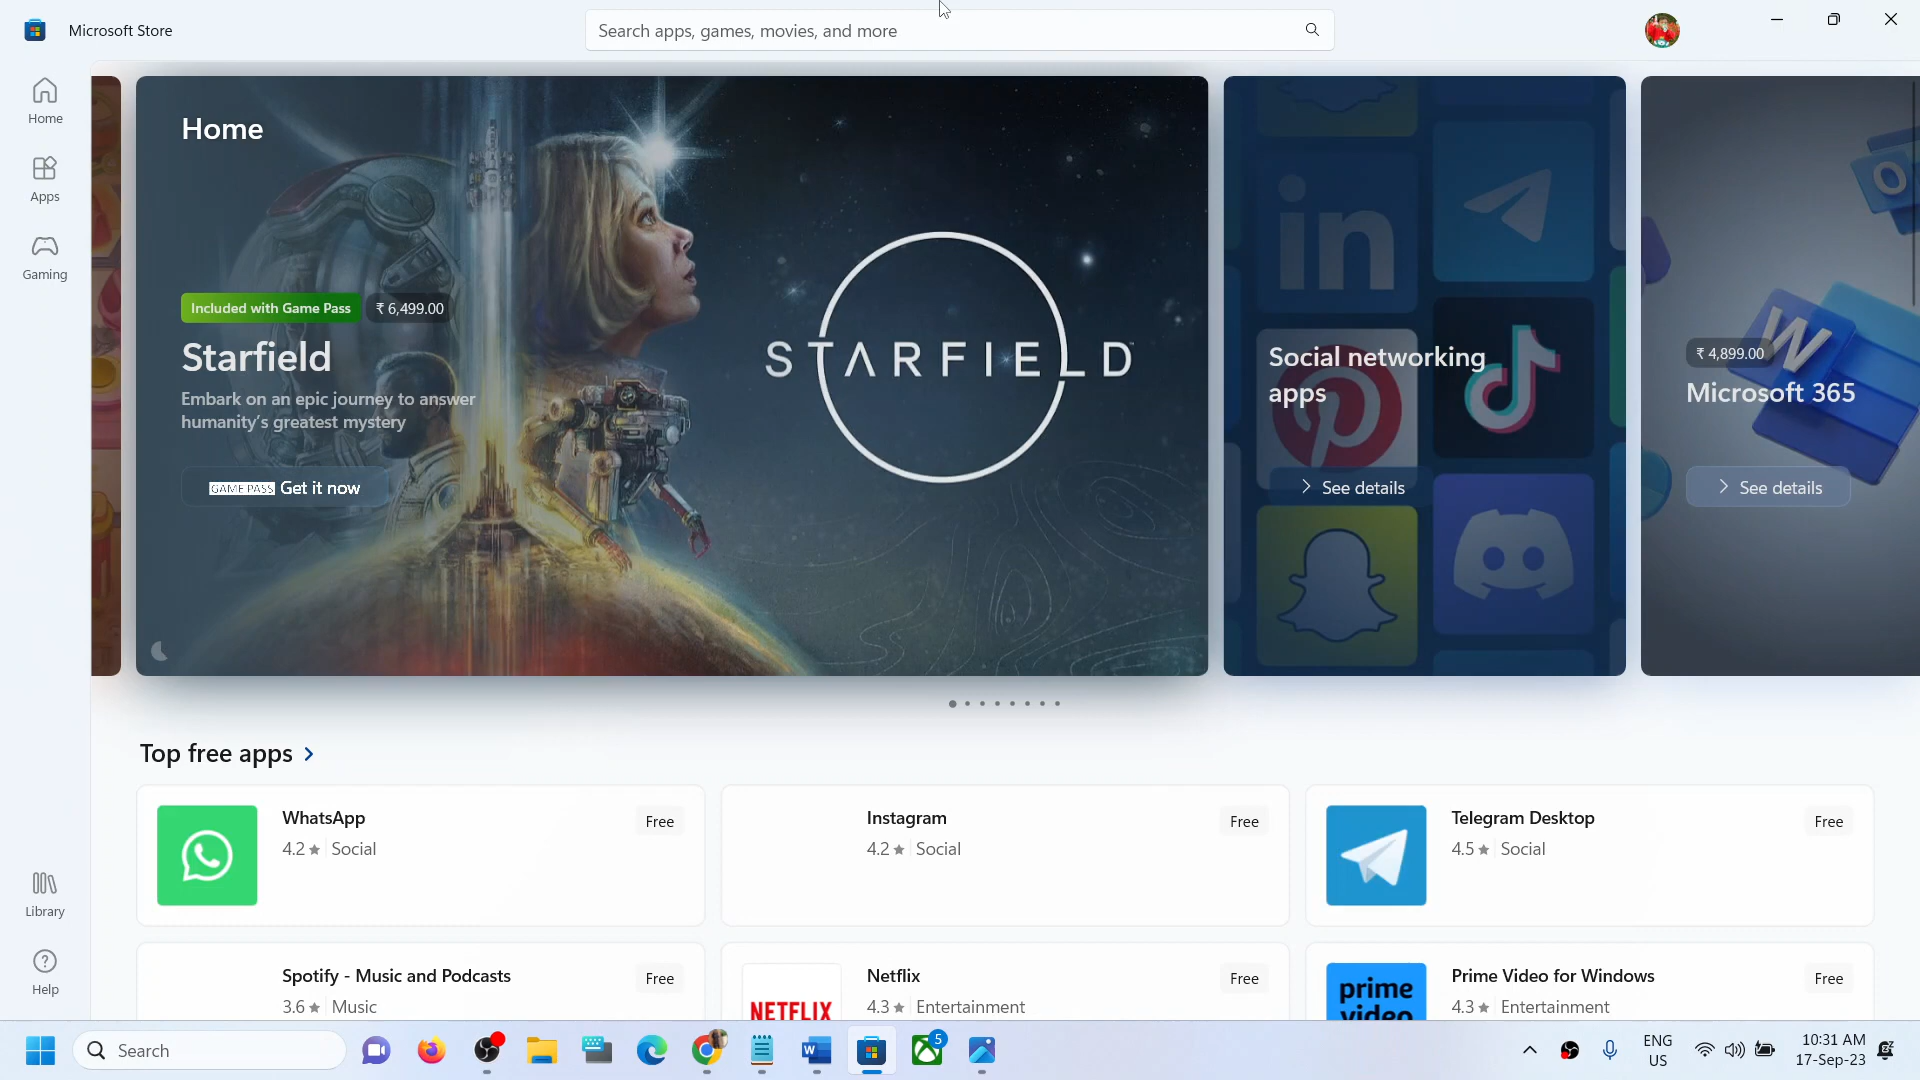 Microsoft Store
Search apps, games, movies, and more
Home
Apps
Gaming
Library
Help
Home
Included with Game Pass
₹ 6,499.00
Starfield
Embark on an epic journey to answer
humanity's greatest mystery
GAME PASS Get it now
STARFIELD
in
Social networking
apps
See details
₹ 4,899.00
W
Microsoft 365
See details
Top free apps
WhatsApp
4.2 ★ Social
Free
Instagram
4.2 ★ Social
Free
Telegram Desktop
4.5 ★ Social
Free
Spotify - Music and Podcasts
3.6 ★ Music
Free
NETFLIX
Netflix
4.3 ★ Entertainment
Free
prime
video
Prime Video for Windows
4.3 ★ Entertainment
Free
Search
W
5
ENG
US
10:31 AM
17-Sep-23